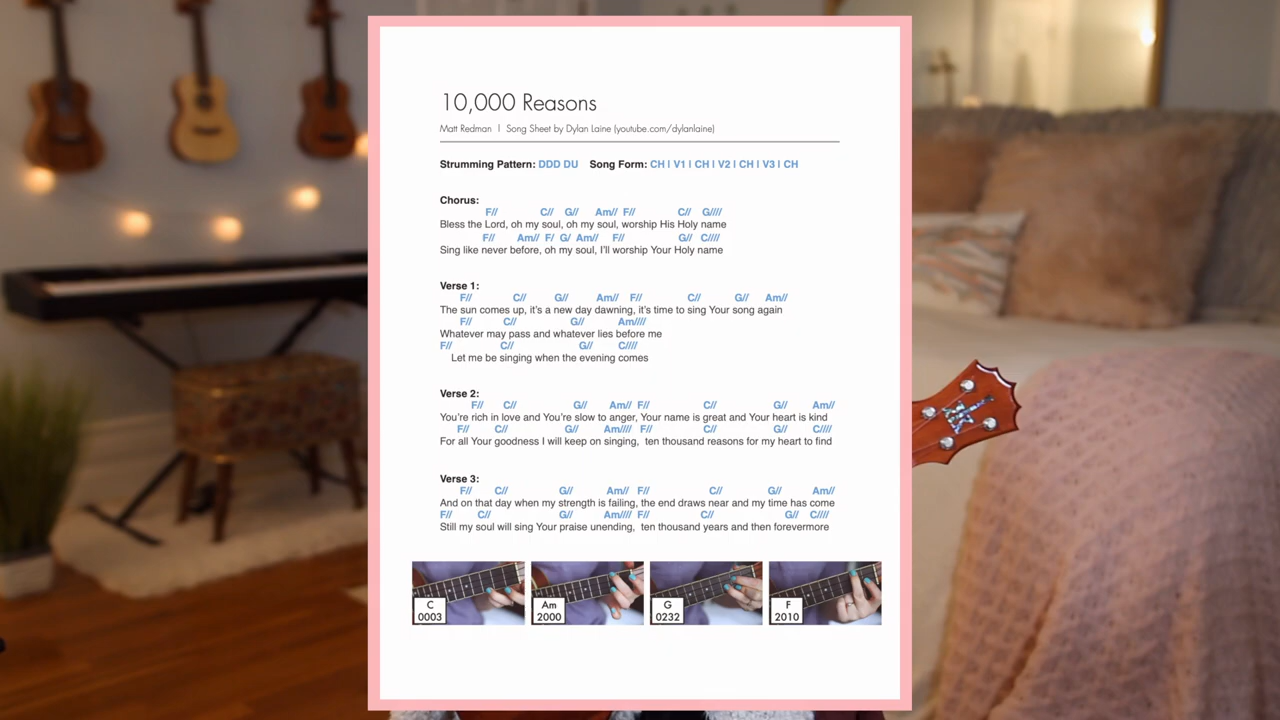 10,000 Reasons
Matt Redman | Song Sheet by Dylan Laine (youtube.com/dylanlaine)
Strumming Pattern: DDD DU Song Form: CH | V1 | CH | V2 | CH | V3 | CH
Chorus:
F// C// G// Am// F// C// G////
Bless the Lord, oh my soul, oh my soul, worship His Holy name
F// Am// F/ G/ Am// F// G// C////
Sing like never before, oh my soul, I'll worship Your Holy name
Verse 1:
F// C// G// Am// F// C// G// Am//
The sun comes up, it's a new day dawning, it's time to sing Your song again
F// C// G// Am////
Whatever may pass and whatever lies before me
F// C// G// C////
Let me be singing when the evening comes
Verse 2:
F// C// G// Am// F// C// G// Am//
You're rich in love and You're slow to anger, Your name is great and Your heart is kind
F// C// G// Am//// F// C// G// C////
For all Your goodness I will keep on singing, ten thousand reasons for my heart to find
Verse 3:
F// C// G// Am// F// C// G// Am//
And on that day when my strength is failing, the end draws near and my time has come
F// C// G// Am//// F// C// G// C////
Still my soul will sing Your praise unending, ten thousand years and then forevermore
C
0003
Am
2000
G
0232
F
2010